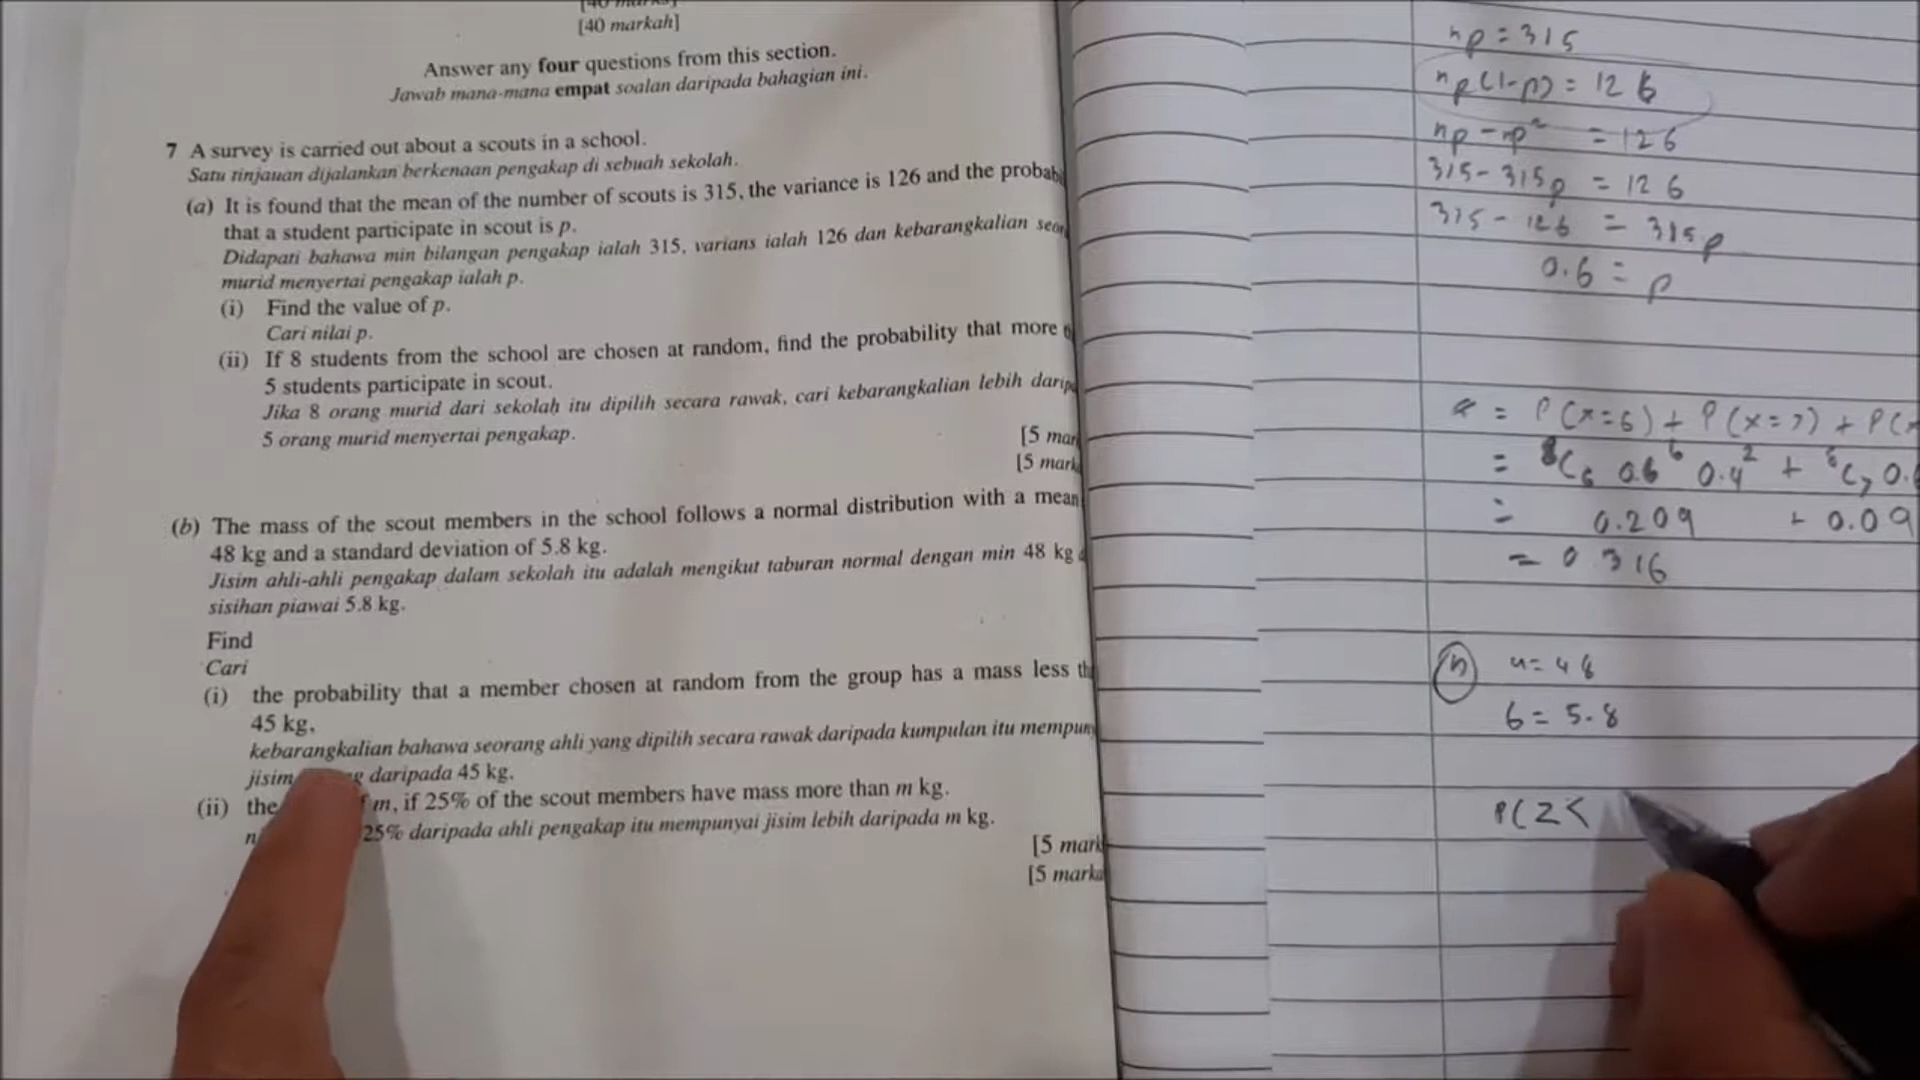 [40 markah]
Answer any four questions from this section.
Jawab mana-mana empat soalan daripada bahagian ini.
7 A survey is carried out about a scouts in a school.
Satu tinjauan dijalankan berkenaan pengakap di sebuah sekolah.
(a) It is found that the mean of the number of scouts is 315, the variance is 126 and the
that a student participate in scout is p.
Didapati bahawa min bilangan pengakap ialah 315, varians ialah 126 dan kebarangkalian
murid menyertai pengakap ialah p.
(i) Find the value of p.
Cari nilai p.
(ii) If 8 students from the school are chosen at random, find the probability that more
5 students participate in scout.
Jika 8 orang murid dari sekolah itu dipilih secara rawak, cari kebarangkalian lebih
5 orang murid menyertai pengakap.
[5
[5
(b) The mass of the scout members in the school follows a normal distribution with a mean
48 kg and a standard deviation of 5.8 kg.
Jisim ahli-ahli pengakap dalam sekolah itu adalah mengikut taburan normal dengan min 48 kg
sisihan piawai 5.8 kg.
Find
Cari
(i) the probability that a member chosen at random from the group has a mass less
45 kg,
kebarangkalian bahawa seorang ahli yang dipilih secara rawak daripada kumpulan itu
jisim daripada 45 kg.
(ii) the m, if 25% of the scout members have mass more than m kg.
25% daripada ahli pengakap itu mempunyai jisim lebih daripada m kg.
[5
[5
np = 315
np(1-p) = 126
np - np² = 126
315 - 315p = 126
315 - 126 = 315p
0.6 = p
= P(x=6) + P(x=7) + P(
= ⁸C₆ 0.6⁶ 0.4² + ⁸C₇ 0.
= 0.209 + 0.09
= 0.316
(b) μ = 48
σ = 5.8
P(Z <